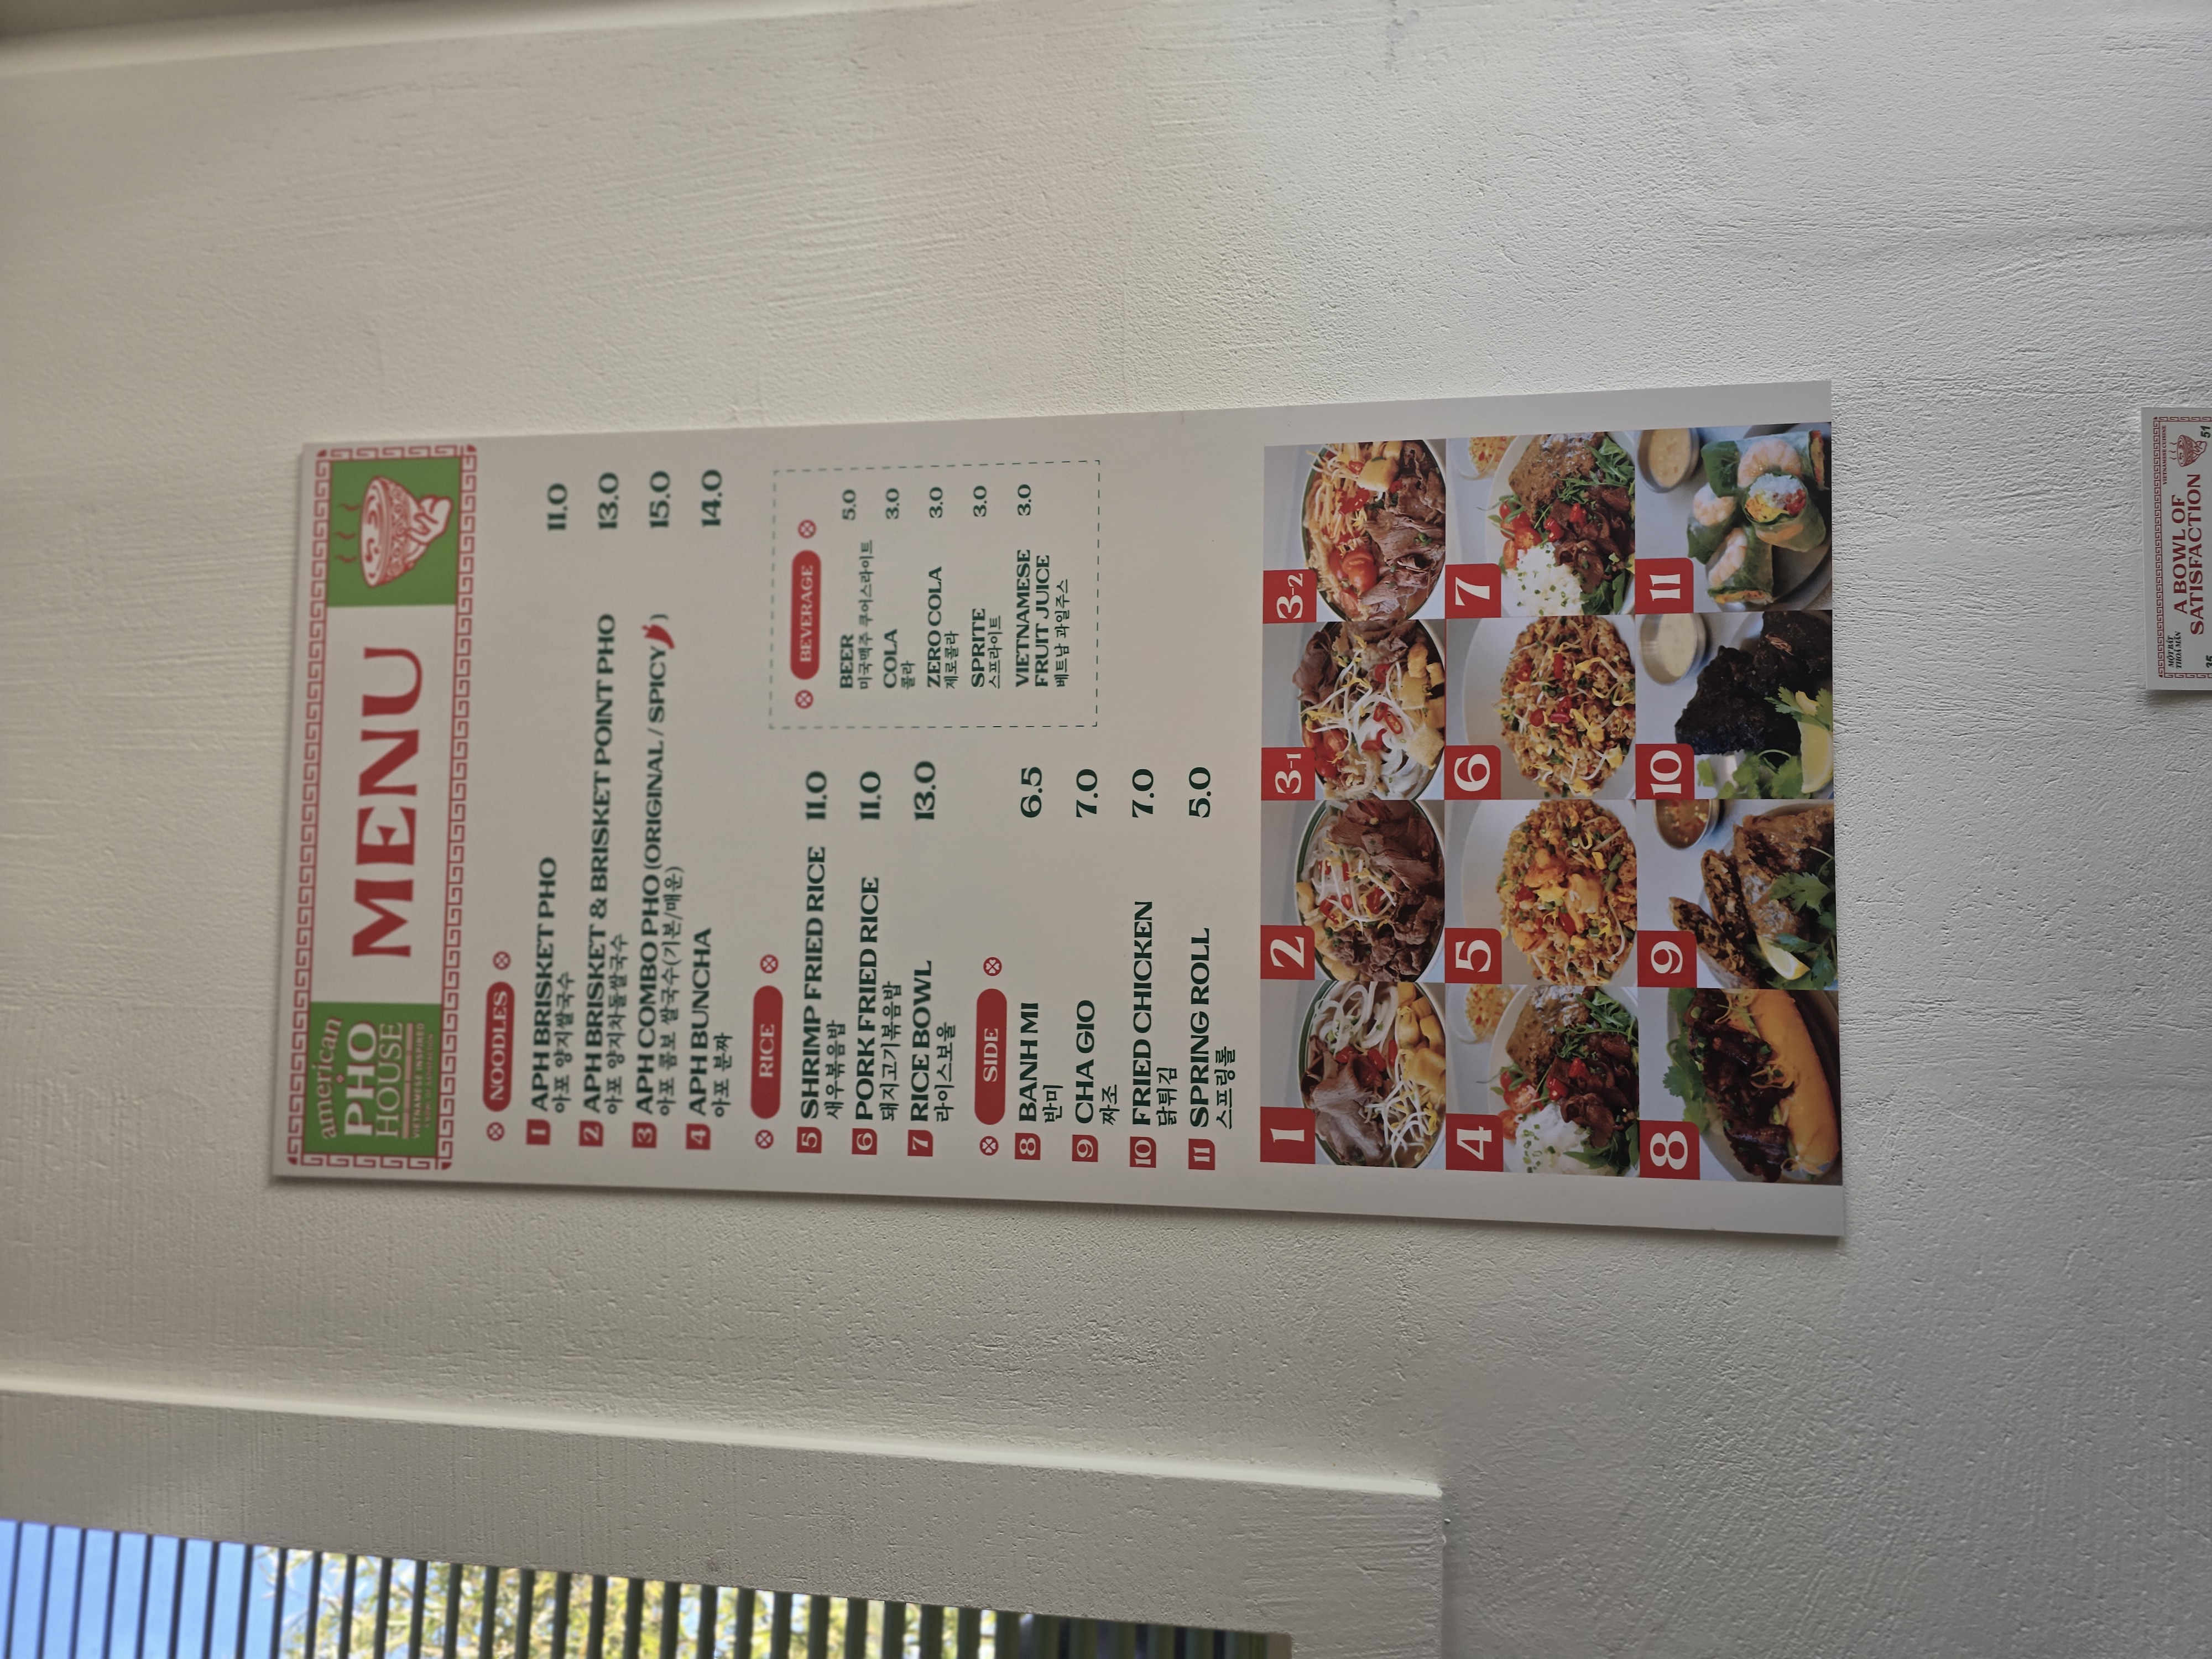 american
PHO
HOUSE
VIETNAMESE INSPIRED
MENU
NOODLES
1 APH BRISKET PHO 11.0
아포 양지쌀국수
2 APH BRISKET & BRISKET POINT PHO 13.0
아포 양지차돌쌀국수
3 APH COMBO PHO (ORIGINAL / SPICY ) 15.0
아포 콤보 쌀국수(기본/매운)
4 APH BUNCHA 14.0
아포 분짜
RICE
5 SHRIMP FRIED RICE 11.0
새우볶음밥
6 PORK FRIED RICE 11.0
돼지고기볶음밥
7 RICE BOWL 13.0
라이스보울
SIDE
8 BANH MI 6.5
반미
9 CHA GIO 7.0
짜조
10 FRIED CHICKEN 7.0
닭튀김
11 SPRING ROLL 5.0
스프링롤
BEVERAGE
BEER 5.0
미국맥주 쿠어스라이트
COLA 3.0
콜라
ZERO COLA 3.0
제로콜라
SPRITE 3.0
스프라이트
VIETNAMESE
FRUIT JUICE 3.0
베트남 과일주스
1 2 3-1 3-2
4 5 6 7
8 9 10 11
VIETNAMESE CUISINE
MỘT BÁT
THOẢ MÃN
A BOWL OF
SATISFACTION
51